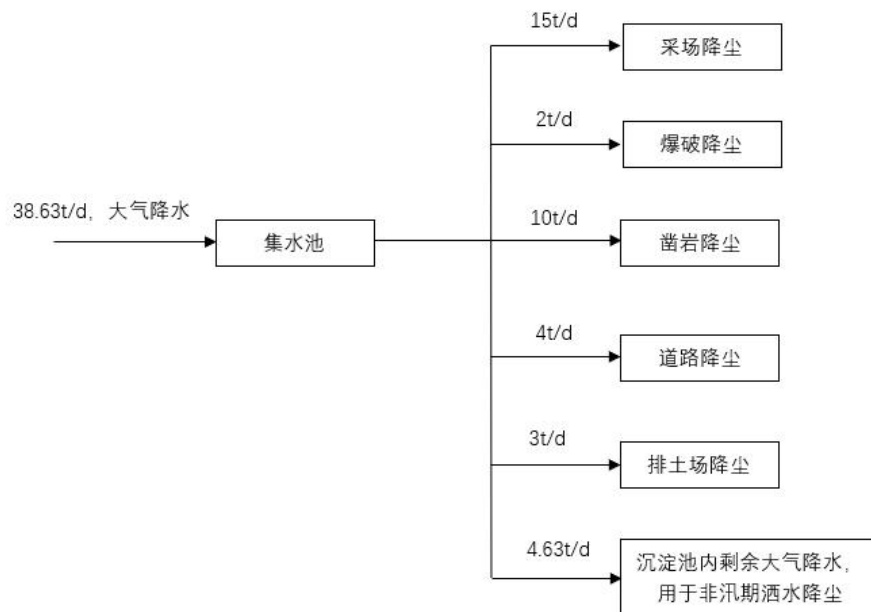 15t/d
采场降尘
2t/d
爆破降尘
38.63t/d，大气降水
集水池
10t/d
凿岩降尘
4t/d
道路降尘
3t/d
排土场降尘
4.63t/d
沉淀池内剩余大气降水，
用于非汛期洒水降尘